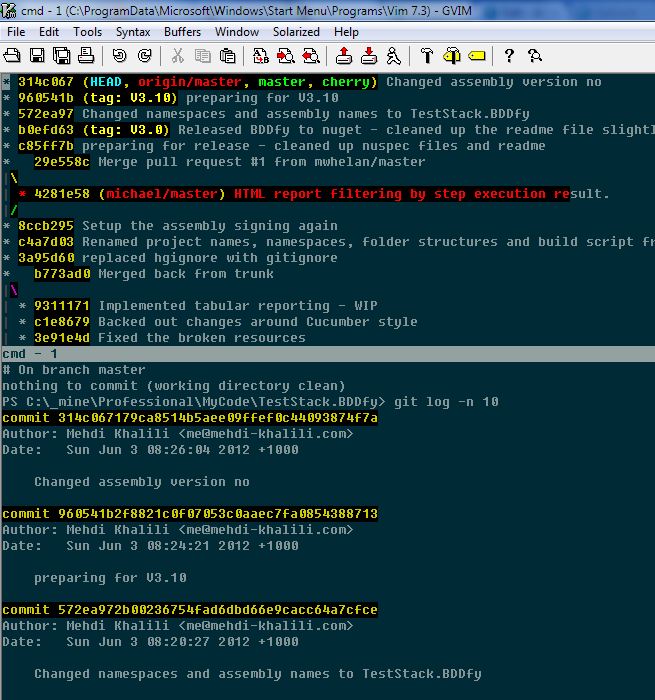 cmd - 1 (C:\ProgramData\Microsoft\Windows\Start Menu\Programs\Vim 7.3) - GVIM
File Edit Tools Syntax Buffers Window Solarized Help
* 314c067 (HEAD, origin/master, master, cherry) Changed assembly version no
* 960541b (tag: V3.10) preparing for V3.10
* 572ea97 Changed namespaces and assembly names to TestStack.BDDfy
* b0efd63 (tag: V3.0) Released BDDfy to nuget - cleaned up the readme file slightl
* c85ff7b preparing for release - cleaned up nuspec files and readme
*   29e558c Merge pull request #1 from mwhelan/master
|\
| * 4281e58 (michael/master) HTML report filtering by step execution result.
|/
* 8ccb295 Setup the assembly signing again
* c4a7d03 Renamed project names, namespaces, folder structures and build script fr
* 3a95d60 replaced hgignore with gitignore
*   b773ad0 Merged back from trunk
|\
| * 9311171 Implemented tabular reporting - WIP
| * c1e8679 Backed out changes around Cucumber style
| * 3e91e4d Fixed the broken resources
cmd - 1
# On branch master
nothing to commit (working directory clean)
PS C:\_mine\Professional\MyCode\TestStack.BDDfy> git log -n 10
commit 314c067179ca8514b5aee09ffef0c44093874f7a
Author: Mehdi Khalili <me@mehdi-khalili.com>
Date:   Sun Jun 3 08:26:04 2012 +1000
Changed assembly version no
commit 960541b2f8821c0f07053c0aaec7fa0854388713
Author: Mehdi Khalili <me@mehdi-khalili.com>
Date:   Sun Jun 3 08:24:21 2012 +1000
preparing for V3.10
commit 572ea972b00236754fad6dbd66e9cacc64a7cfce
Author: Mehdi Khalili <me@mehdi-khalili.com>
Date:   Sun Jun 3 08:20:27 2012 +1000
Changed namespaces and assembly names to TestStack.BDDfy